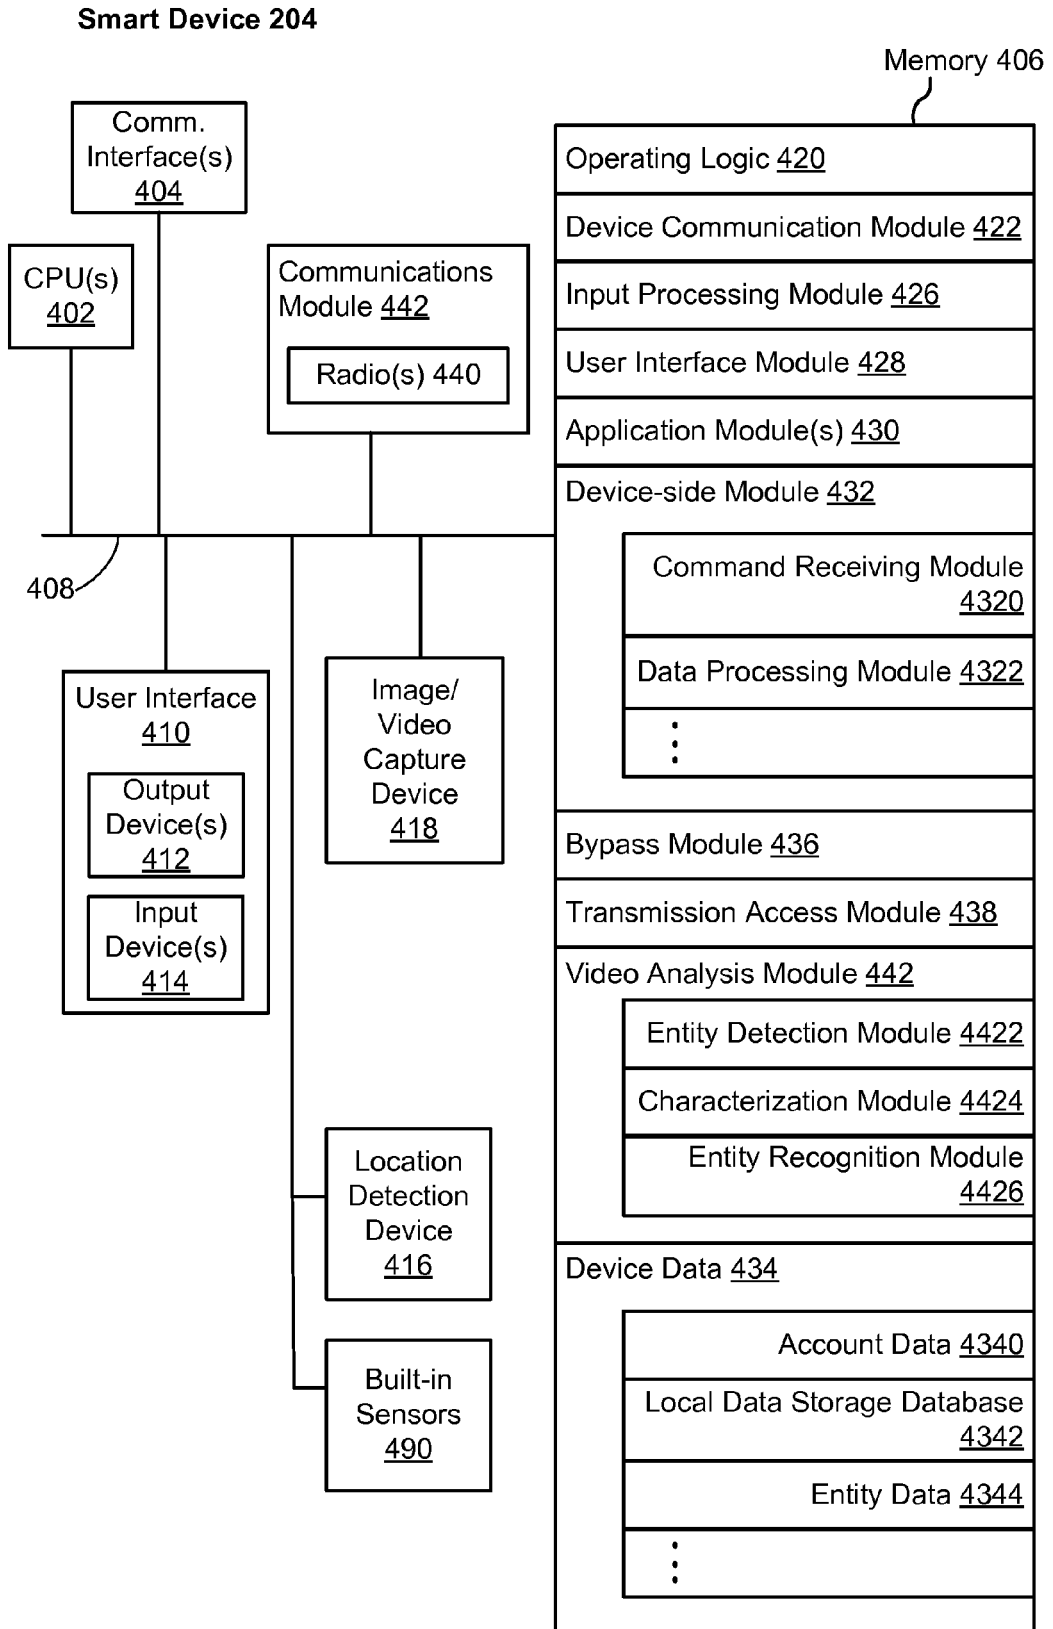 Smart Device 204
Memory 406
Comm.
Interface(s)
404
CPU(s)
402
Communications
Module 442
Radio(s) 440
408
User Interface
410
Output
Device(s)
412
Input
Device(s)
414
Image/
Video
Capture
Device
418
Location
Detection
Device
416
Built-in
Sensors
490
Operating Logic 420
Device Communication Module 422
Input Processing Module 426
User Interface Module 428
Application Module(s) 430
Device-side Module 432
Command Receiving Module
4320
Data Processing Module 4322
Bypass Module 436
Transmission Access Module 438
Video Analysis Module 442
Entity Detection Module 4422
Characterization Module 4424
Entity Recognition Module
4426
Device Data 434
Account Data 4340
Local Data Storage Database
4342
Entity Data 4344